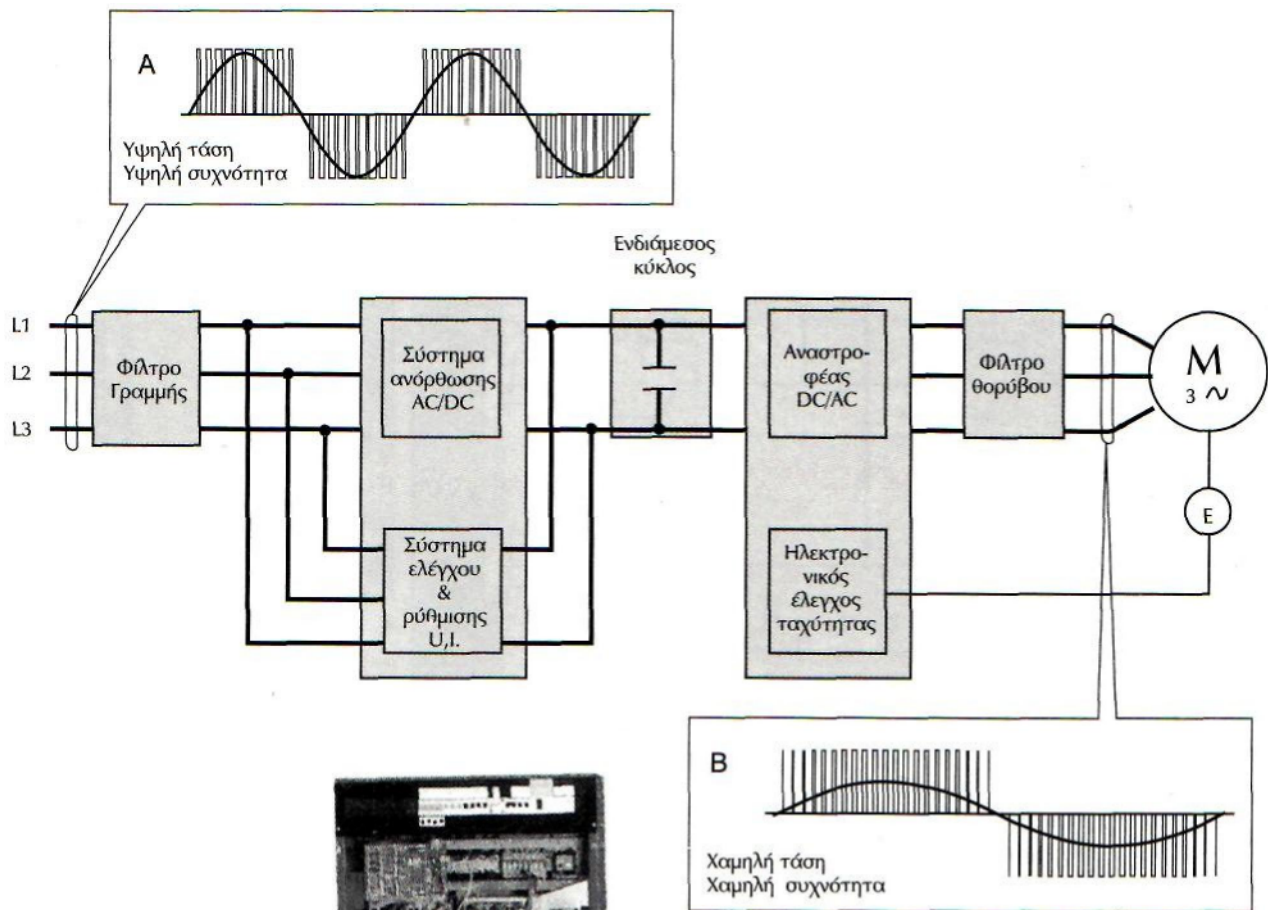 A
Υψηλή τάση
Υψηλή συχνότητα
Ενδιάμεσος
κύκλος
L1
L2
L3
Φίλτρο
Γραμμής
Σύστημα
ανόρθωσης
AC/DC
Αναστρο-
φέας
DC/AC
Φίλτρο
θορύβου
M
3 ∿
E
Σύστημα
ελέγχου
&
ρύθμισης
U,I.
Ηλεκτρο-
νικός
έλεγχος
ταχύτητας
B
Χαμηλή τάση
Χαμηλή συχνότητα